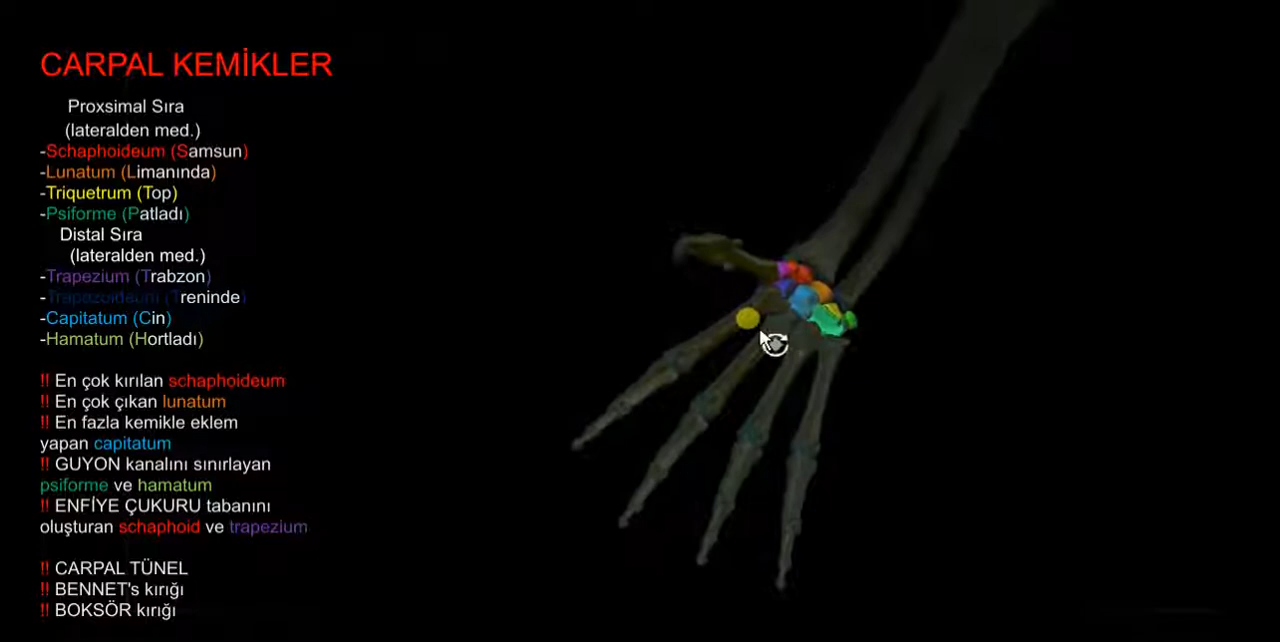 CARPAL KEMİKLER
Proxsimal Sıra
(lateralden med.)
-Schaphoideum (Samsun)
-Lunatum (Limanında)
-Triquetrum (Top)
-Psiforme (Patladı)
Distal Sıra
(lateralden med.)
-Trapezium (Trabzon)
-Trapezoideum (Treninde)
-Capitatum (Cin)
-Hamatum (Hortladı)
!! En çok kırılan schaphoideum
!! En çok çıkan lunatum
!! En fazla kemikle eklem
yapan capitatum
!! GUYON kanalını sınırlayan
psiforme ve hamatum
!! ENFİYE ÇUKURU tabanını
oluşturan schaphoid ve trapezium
!! CARPAL TÜNEL
!! BENNET's kırığı
!! BOKSÖR kırığı